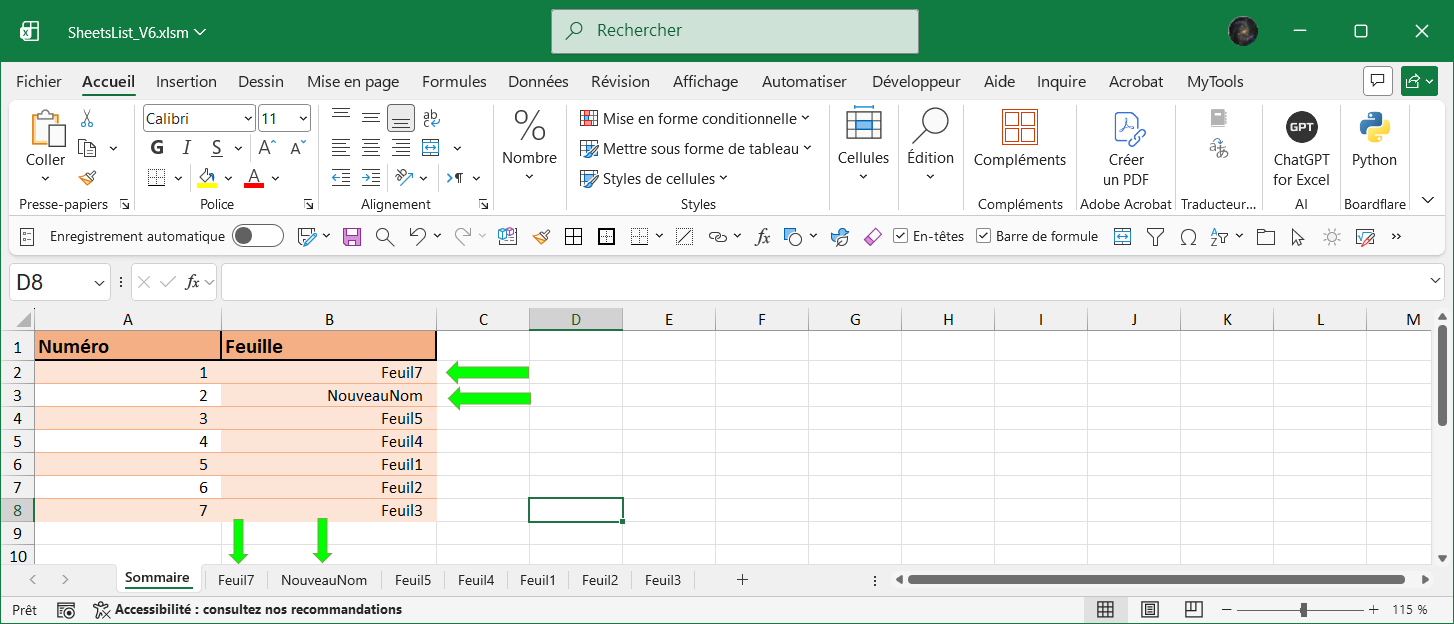 SheetsList_V6.xlsm
Rechercher
Fichier Accueil Insertion Dessin Mise en page Formules Données Révision Affichage Automatiser Développeur Aide Inquire Acrobat MyTools
Coller
Presse-papiers
Calibri 11
G I S A A
A
Police
ab
Alignement
%
Nombre
Mise en forme conditionnelle
Mettre sous forme de tableau
Styles de cellules
Styles
Cellules
Édition
Compléments
Compléments
Créer
un PDF
Adobe Acrobat
Traducteur...
GPT
ChatGPT
for Excel
AI
Python
Boardflare
Enregistrement automatique fx En-têtes Barre de formule
D8 fx
A B C D E F G H I J K L M
1 Numéro Feuille
2 1 Feuil7
3 2 NouveauNom
4 3 Feuil5
5 4 Feuil4
6 5 Feuil1
7 6 Feuil2
8 7 Feuil3
9
10
Sommaire Feuil7 NouveauNom Feuil5 Feuil4 Feuil1 Feuil2 Feuil3
Prêt Accessibilité : consultez nos recommandations 115 %